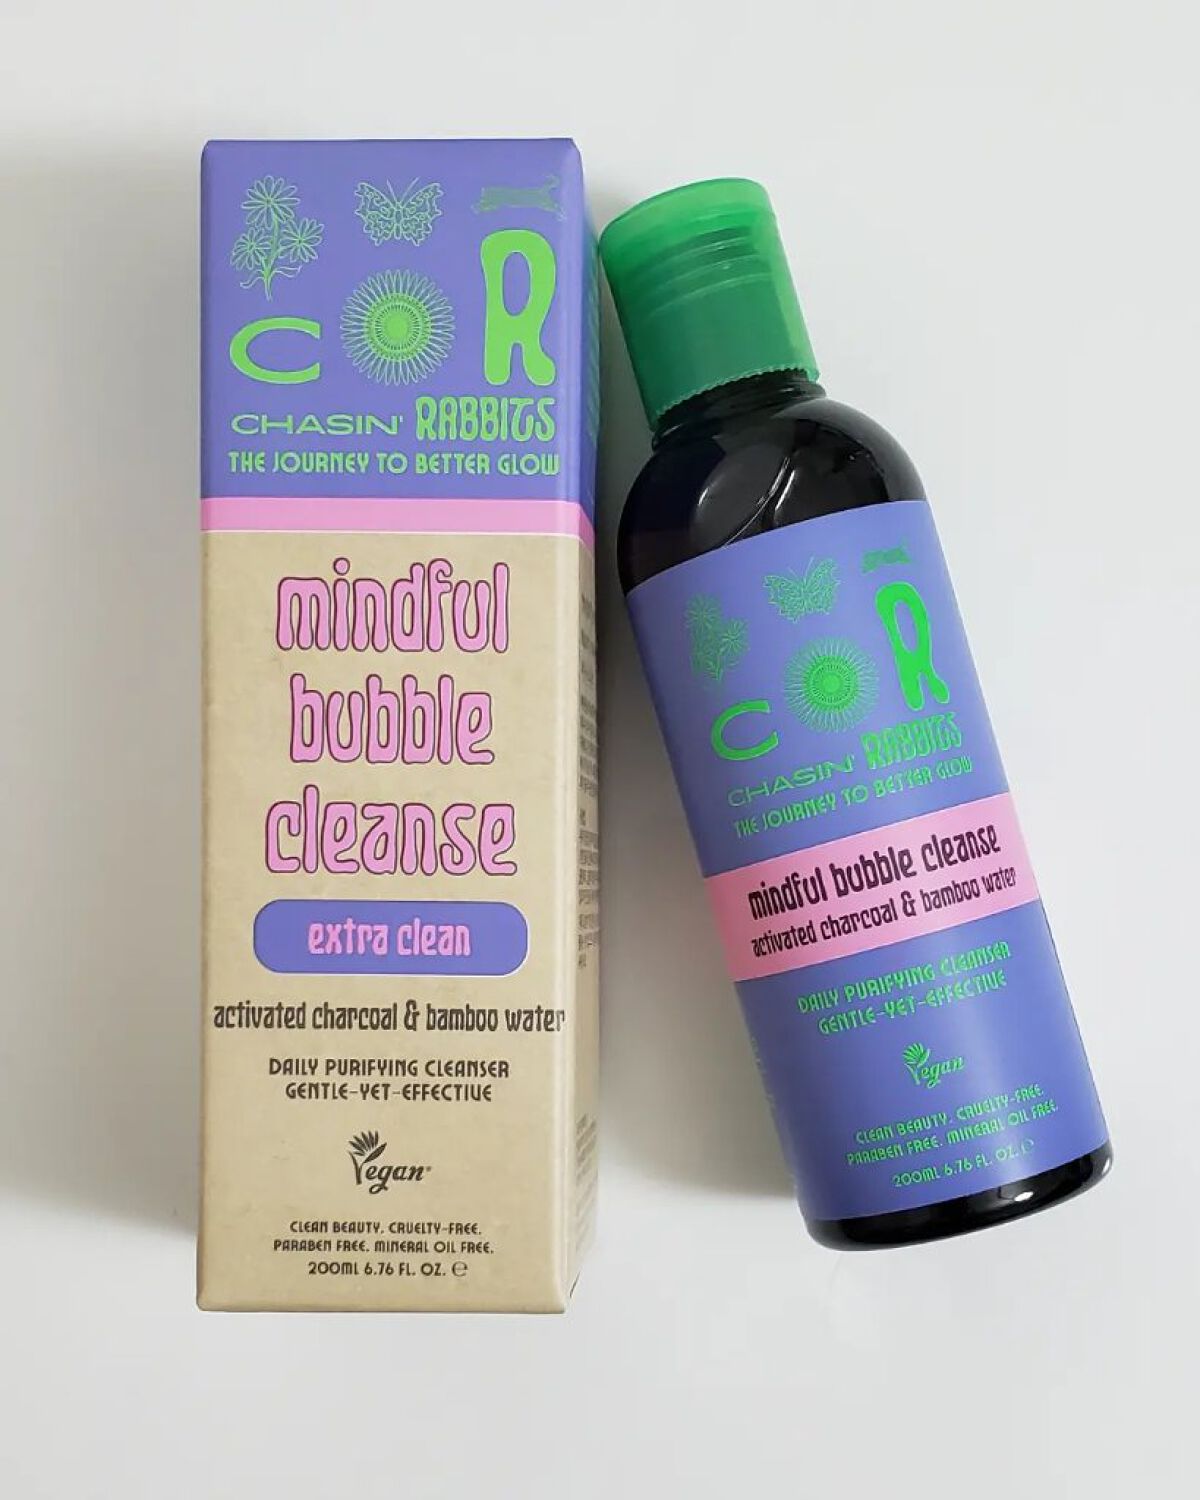 C R
CHASIN' RABBITS
THE JOURNEY TO BETTER GLOW
mindful
bubble
cleanse
extra clean
activated charcoal & bamboo water
DAILY PURIFYING CLEANSER
GENTLE-YET-EFFECTIVE
Vegan
CLEAN BEAUTY. CRUELTY-FREE.
PARABEN FREE. MINERAL OIL FREE.
200ML 6.76 FL. OZ. ℮
C R
CHASIN' RABBITS
THE JOURNEY TO BETTER GLOW
mindful bubble cleanse
activated charcoal & bamboo water
DAILY PURIFYING CLEANSER
GENTLE-YET-EFFECTIVE
Vegan
CLEAN BEAUTY. CRUELTY-FREE.
PARABEN FREE. MINERAL OIL FREE.
200ML 6.76 FL. OZ. ℮